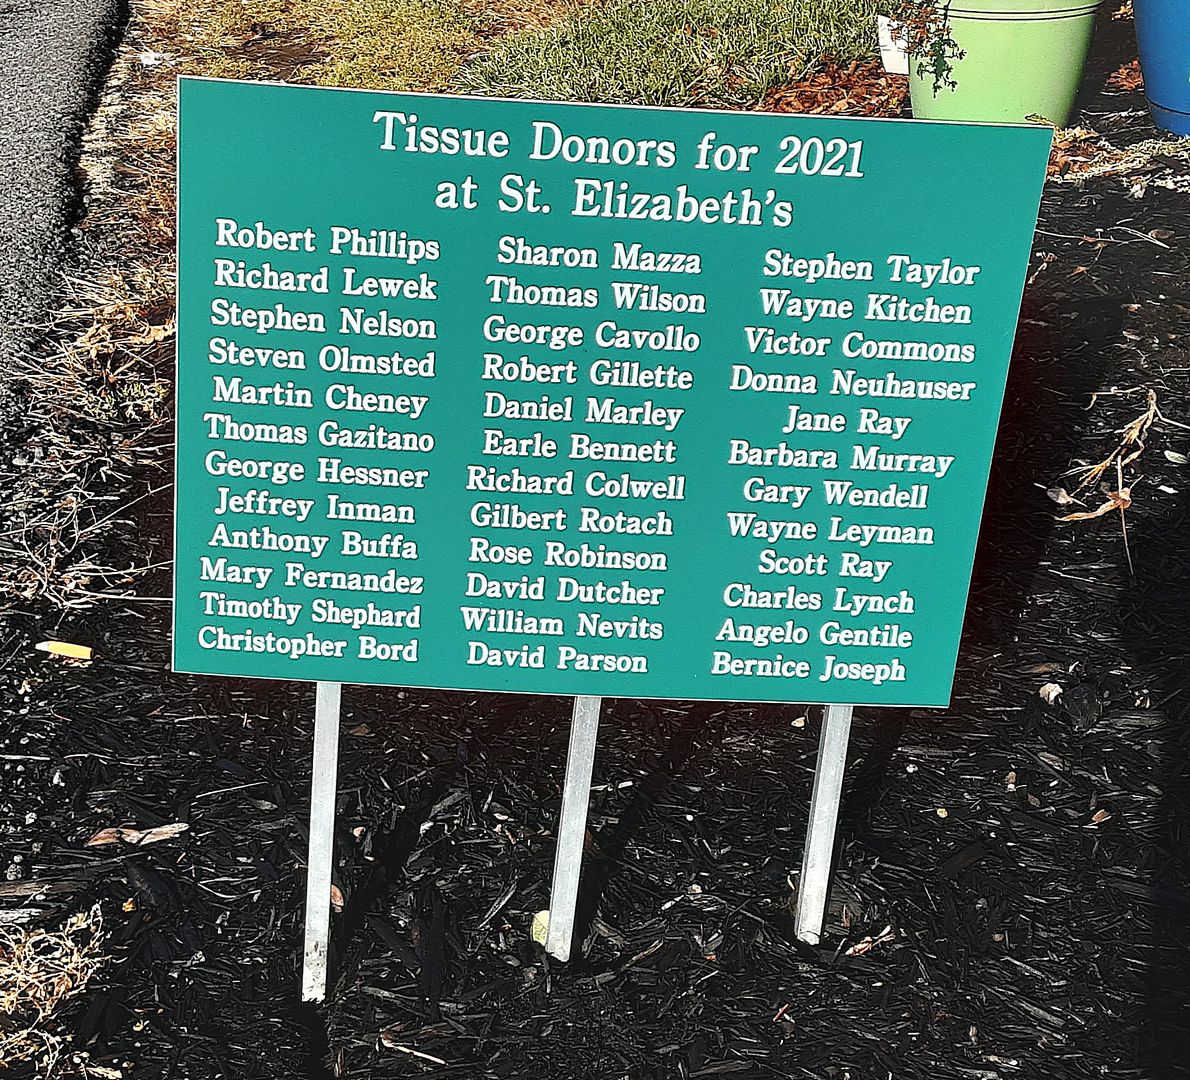 Tissue Donors for 2021
at St. Elizabeth's
Robert Phillips
Richard Lewek
Stephen Nelson
Steven Olmsted
Martin Cheney
Thomas Gazitano
George Hessner
Jeffrey Inman
Anthony Buffa
Mary Fernandez
Timothy Shephard
Christopher Bord
Sharon Mazza
Thomas Wilson
George Cavollo
Robert Gillette
Daniel Marley
Earle Bennett
Richard Colwell
Gilbert Rotach
Rose Robinson
David Dutcher
William Nevits
David Parson
Stephen Taylor
Wayne Kitchen
Victor Commons
Donna Neuhauser
Jane Ray
Barbara Murray
Gary Wendell
Wayne Leyman
Scott Ray
Charles Lynch
Angelo Gentile
Bernice Joseph